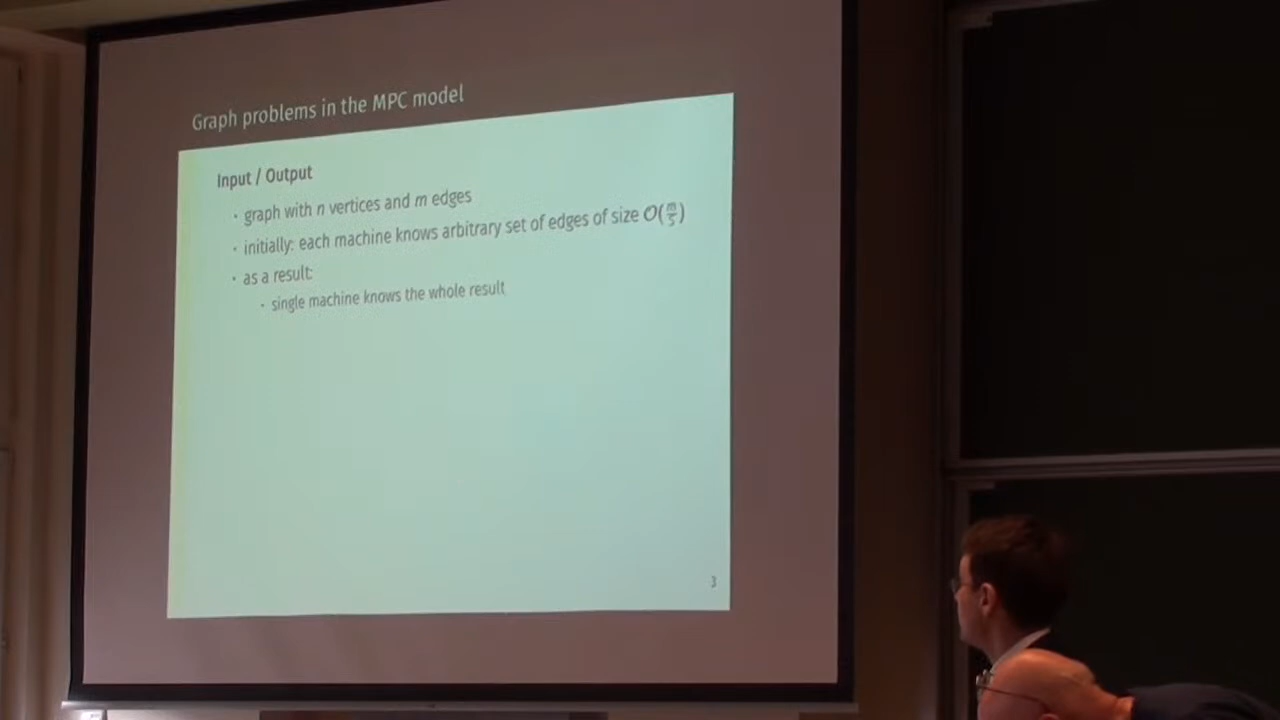 Graph problems in the MPC model
Input / Output
· graph with n vertices and m edges
· initially: each machine knows arbitrary set of edges of size O(m/S)
· as a result:
· single machine knows the whole result
3